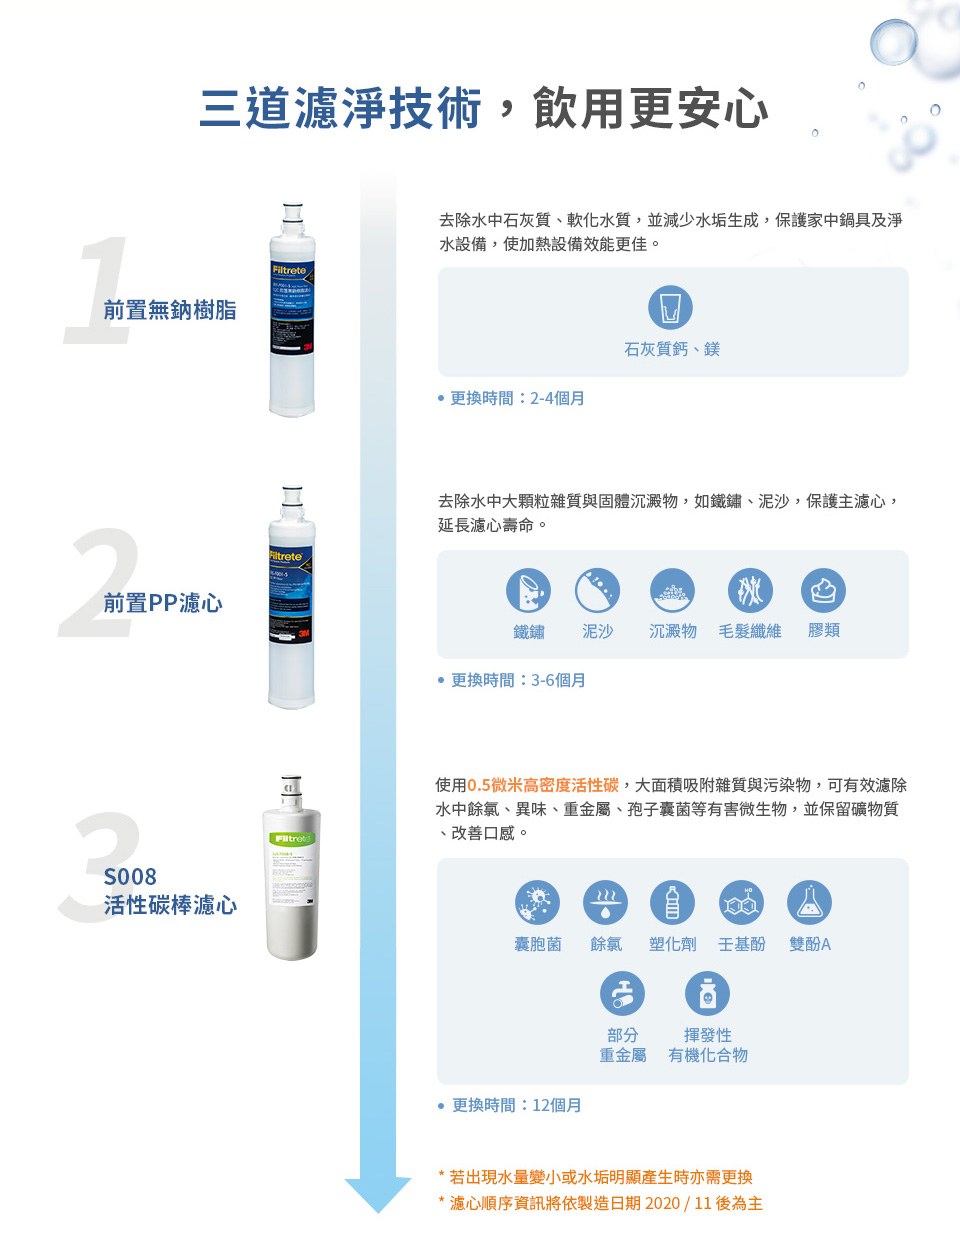 三道濾淨技術，飲用更安心
1
前置無鈉樹脂
Filtrete
3M
去除水中石灰質、軟化水質，並減少水垢生成，保護家中鍋具及淨
水設備，使加熱設備效能更佳。
石灰質鈣、鎂
• 更換時間：2-4個月
2
前置PP濾心
Filtrete
3M
去除水中大顆粒雜質與固體沉澱物，如鐵鏽、泥沙，保護主濾心，
延長濾心壽命。
鐵鏽 泥沙 沉澱物 毛髮纖維 膠類
• 更換時間：3-6個月
3
S008
活性碳棒濾心
Filtrete
3M
使用0.5微米高密度活性碳，大面積吸附雜質與污染物，可有效濾除
水中餘氯、異味、重金屬、孢子囊菌等有害微生物，並保留礦物質
、改善口感。
HO
囊胞菌 餘氯 塑化劑 壬基酚 雙酚A
部分 揮發性
重金屬 有機化合物
• 更換時間：12個月
* 若出現水量變小或水垢明顯產生時亦需更換
* 濾心順序資訊將依製造日期 2020 / 11 後為主